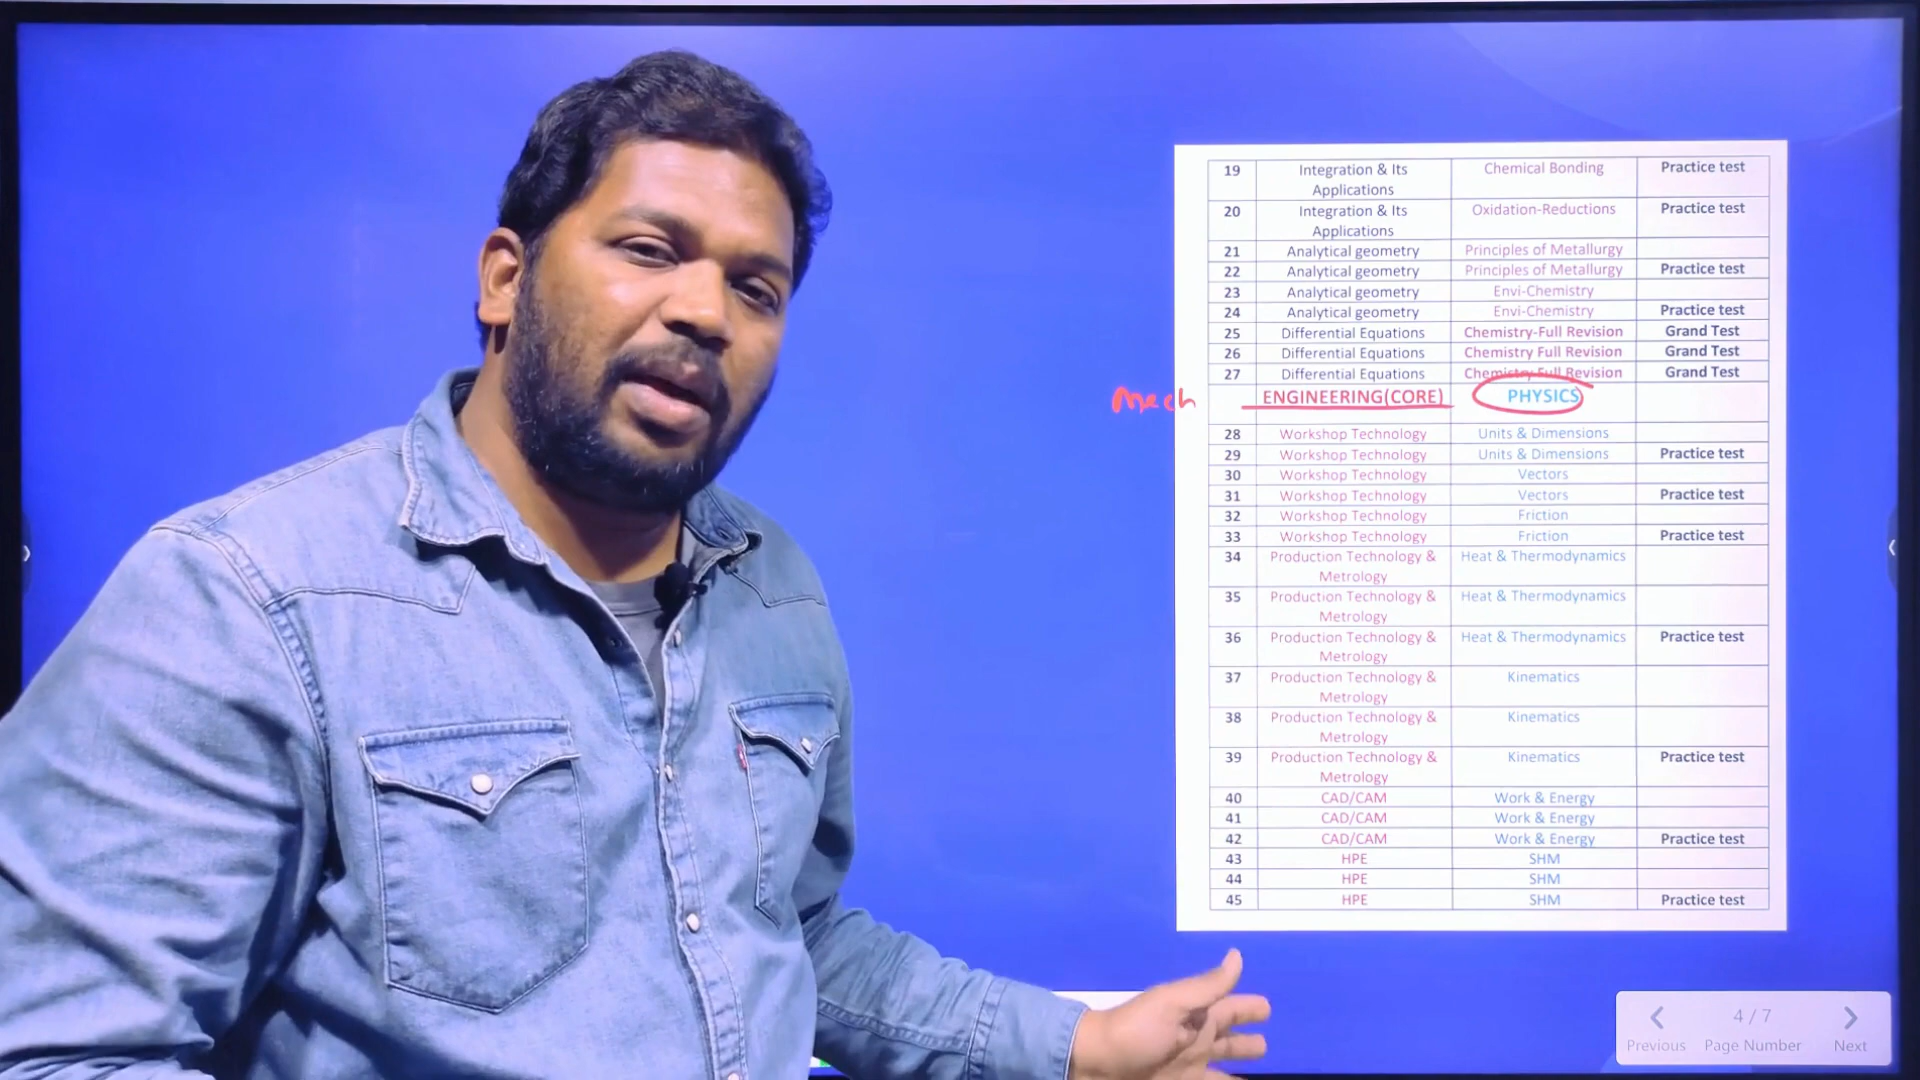 19 Integration & Its Chemical Bonding Practice test
Applications
20 Integration & Its Oxidation-Reductions Practice test
Applications
21 Analytical geometry Principles of Metallurgy
22 Analytical geometry Principles of Metallurgy Practice test
23 Analytical geometry Envi-Chemistry
24 Analytical geometry Envi-Chemistry Practice test
25 Differential Equations Chemistry-Full Revision Grand Test
26 Differential Equations Chemistry Full Revision Grand Test
27 Differential Equations Chemistry Full Revision Grand Test
Mech ENGINEERING(CORE) PHYSICS
28 Workshop Technology Units & Dimensions
29 Workshop Technology Units & Dimensions Practice test
30 Workshop Technology Vectors
31 Workshop Technology Vectors Practice test
32 Workshop Technology Friction
33 Workshop Technology Friction Practice test
34 Production Technology & Heat & Thermodynamics
Metrology
35 Production Technology & Heat & Thermodynamics
Metrology
36 Production Technology & Heat & Thermodynamics Practice test
Metrology
37 Production Technology & Kinematics
Metrology
38 Production Technology & Kinematics
Metrology
39 Production Technology & Kinematics Practice test
Metrology
40 CAD/CAM Work & Energy
41 CAD/CAM Work & Energy
42 CAD/CAM Work & Energy Practice test
43 HPE SHM
44 HPE SHM
45 HPE SHM Practice test
4 / 7
Previous Page Number Next